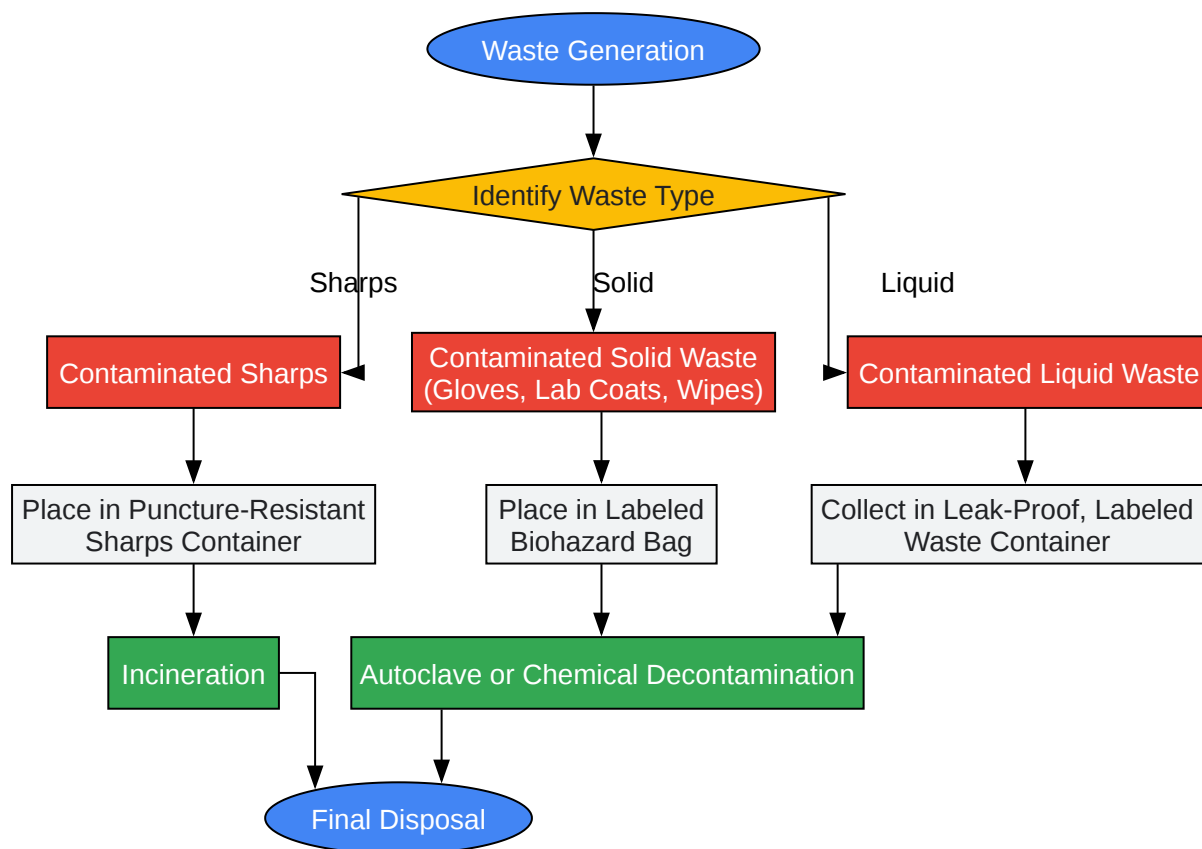 Waste Generation
Identify Waste Type
Sharps
Solid
Liquid
Contaminated Sharps
Contaminated Solid Waste
(Gloves, Lab Coats, Wipes)
Contaminated Liquid Waste
Place in Puncture-Resistant
Sharps Container
Place in Labeled
Biohazard Bag
Collect in Leak-Proof, Labeled
Waste Container
Incineration
Autoclave or Chemical Decontamination
Final Disposal